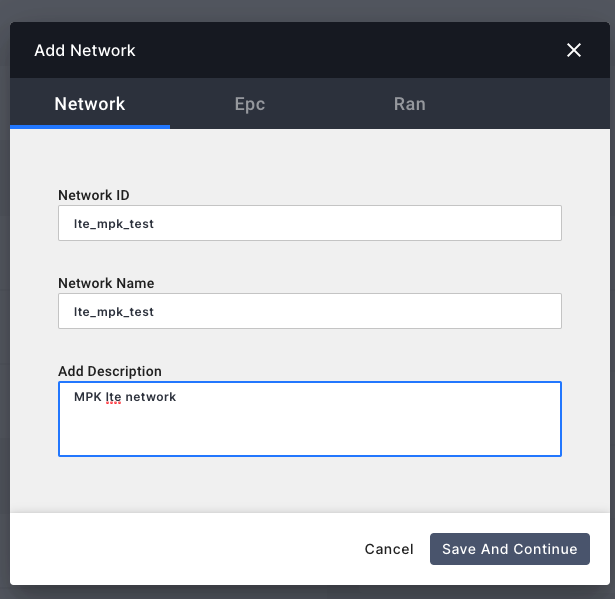 Add Network
Network Epc Ran
Network ID
lte_mpk_test
Network Name
lte_mpk_test
Add Description
MPK lte network
Cancel Save And Continue